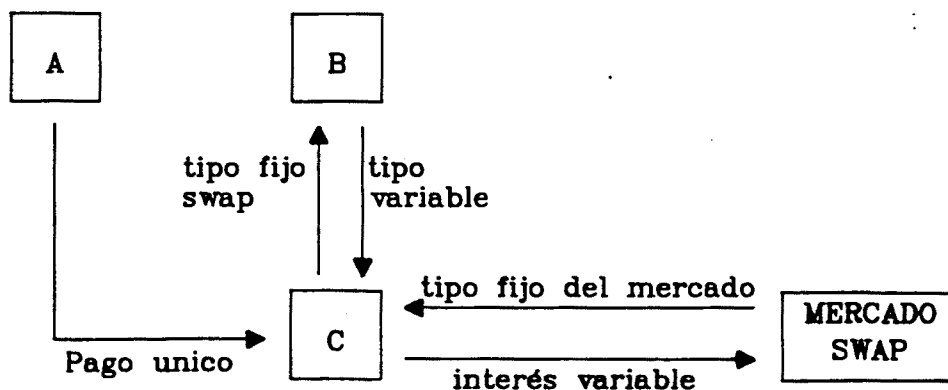 A
B
tipo fijo
swap
tipo
variable
tipo fijo del mercado
MERCADO
SWAP
C
Pago unico
interés variable